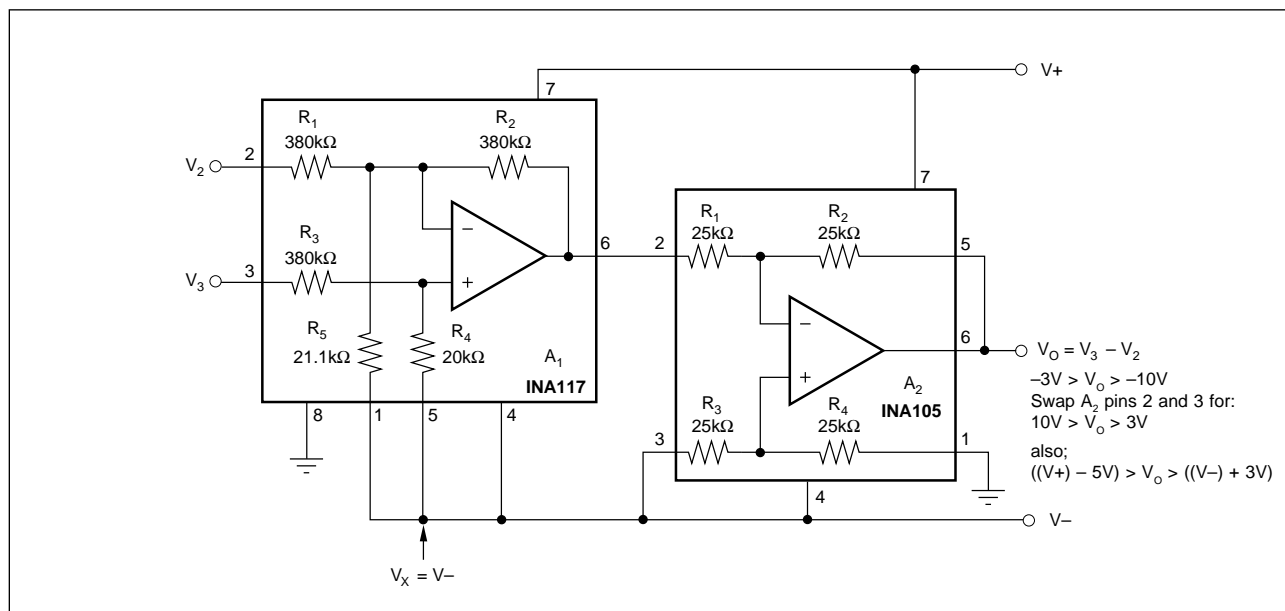 V+
7
R1
380kΩ
R2
380kΩ
V2
2
R3
380kΩ
–
+
6
V3
3
R5
21.1kΩ
R4
20kΩ
A1
INA117
8
1
5
4
VX = V–
7
R1
25kΩ
R2
25kΩ
2
5
–
+
6
A2
INA105
R3
25kΩ
R4
25kΩ
3
1
4
VO = V3 – V2
–3V > VO > –10V
Swap A2 pins 2 and 3 for:
10V > VO > 3V
also;
((V+) – 5V) > VO > ((V–) + 3V)
V–